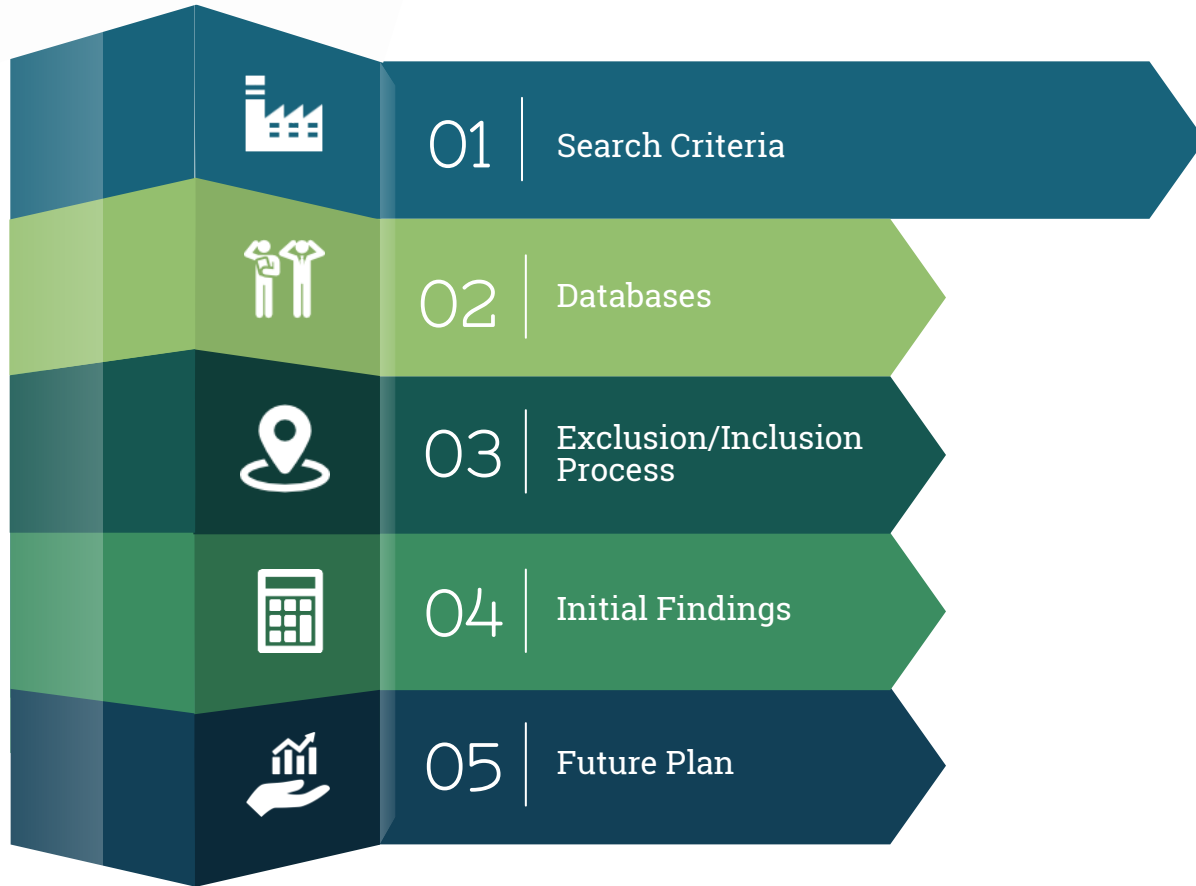 01
Search Criteria
02
Databases
03
Exclusion/Inclusion
Process
04
Initial Findings
05
Future Plan